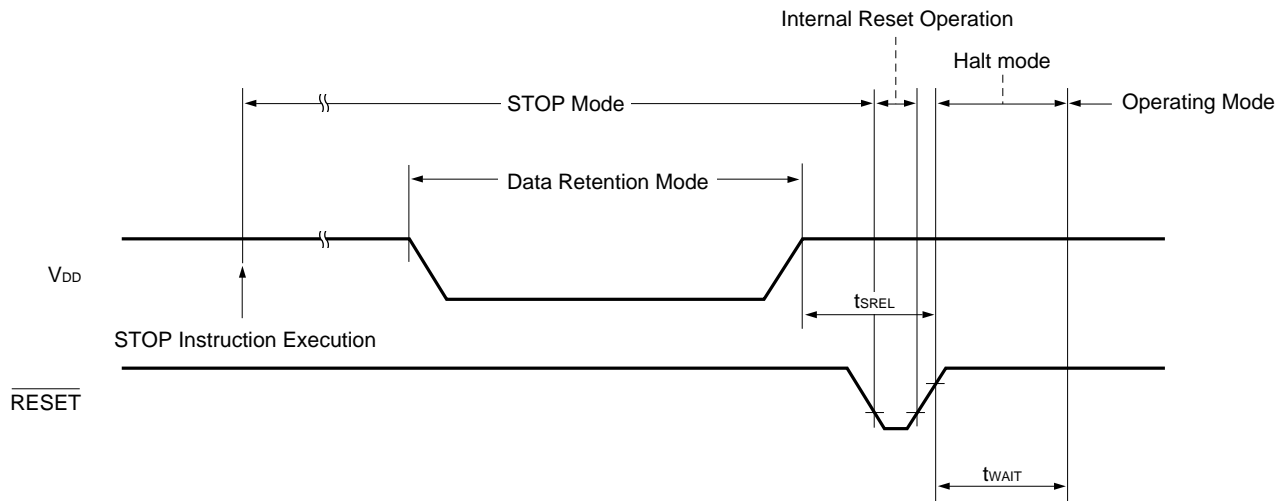 Internal Reset Operation
Halt mode
STOP Mode
Operating Mode
Data Retention Mode
VDD
tSREL
STOP Instruction Execution
RESET
tWAIT